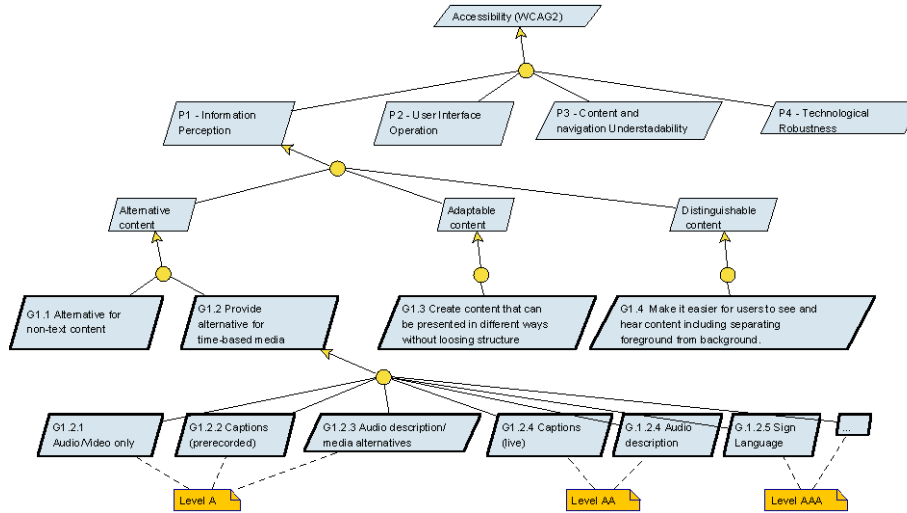 Accessibility (WCAG2)
P1 - Information
Perception
P2 - User Interface
Operation
P3 - Content and
navigation Understadability
P4 - Technological
Robustness
Alternative
content
Adaptable
content
Distinguishable
content
G1.1 Alternative for
non-text content
G1.2 Provide
alternative for
time-based media
G1.3 Create content that can
be presented in different ways
without loosing structure
G1.4 Make it easier for users to see and
hear content including separating
foreground from background.
G1.2.1
Audio/Video only
G1.2.2 Captions
(prerecorded)
G1.2.3 Audio description/
media alternatives
G1.2.4 Captions
(live)
G.1.2.4 Audio
description
G.1.2.5 Sign
Language
...
Level A
Level AA
Level AAA